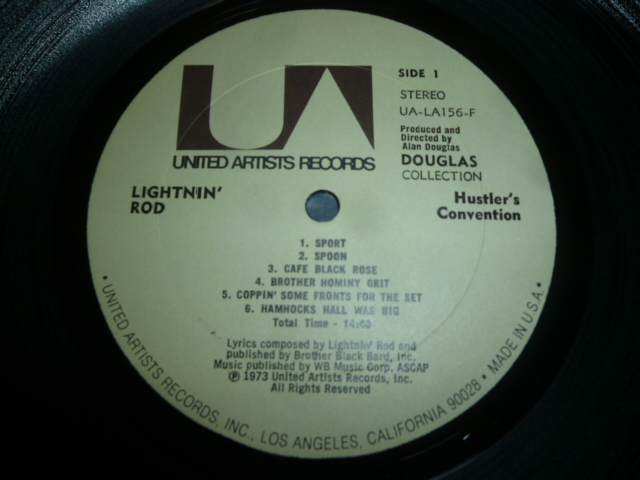 UA
UNITED ARTISTS RECORDS
SIDE 1
STEREO
UA-LA156-F
Produced and
Directed by
Alan Douglas
DOUGLAS
COLLECTION
LIGHTNIN'
ROD
Hustler's
Convention
1. SPORT
2. SPOON
3. CAFE BLACK ROSE
4. BROTHER HOMINY GRIT
5. COPPIN' SOME FRONTS FOR THE SET
6. HAMHOCKS HALL WAS BIG
Total Time - 14:40
Lyrics composed by Lightnin' Rod and
published by Brother Black Bard, Inc.
Music published by WB Music Corp. ASCAP
℗ 1973 United Artists Records, Inc.
All Rights Reserved
• UNITED ARTISTS RECORDS, INC., LOS ANGELES, CALIFORNIA 90028 • MADE IN U.S.A. •